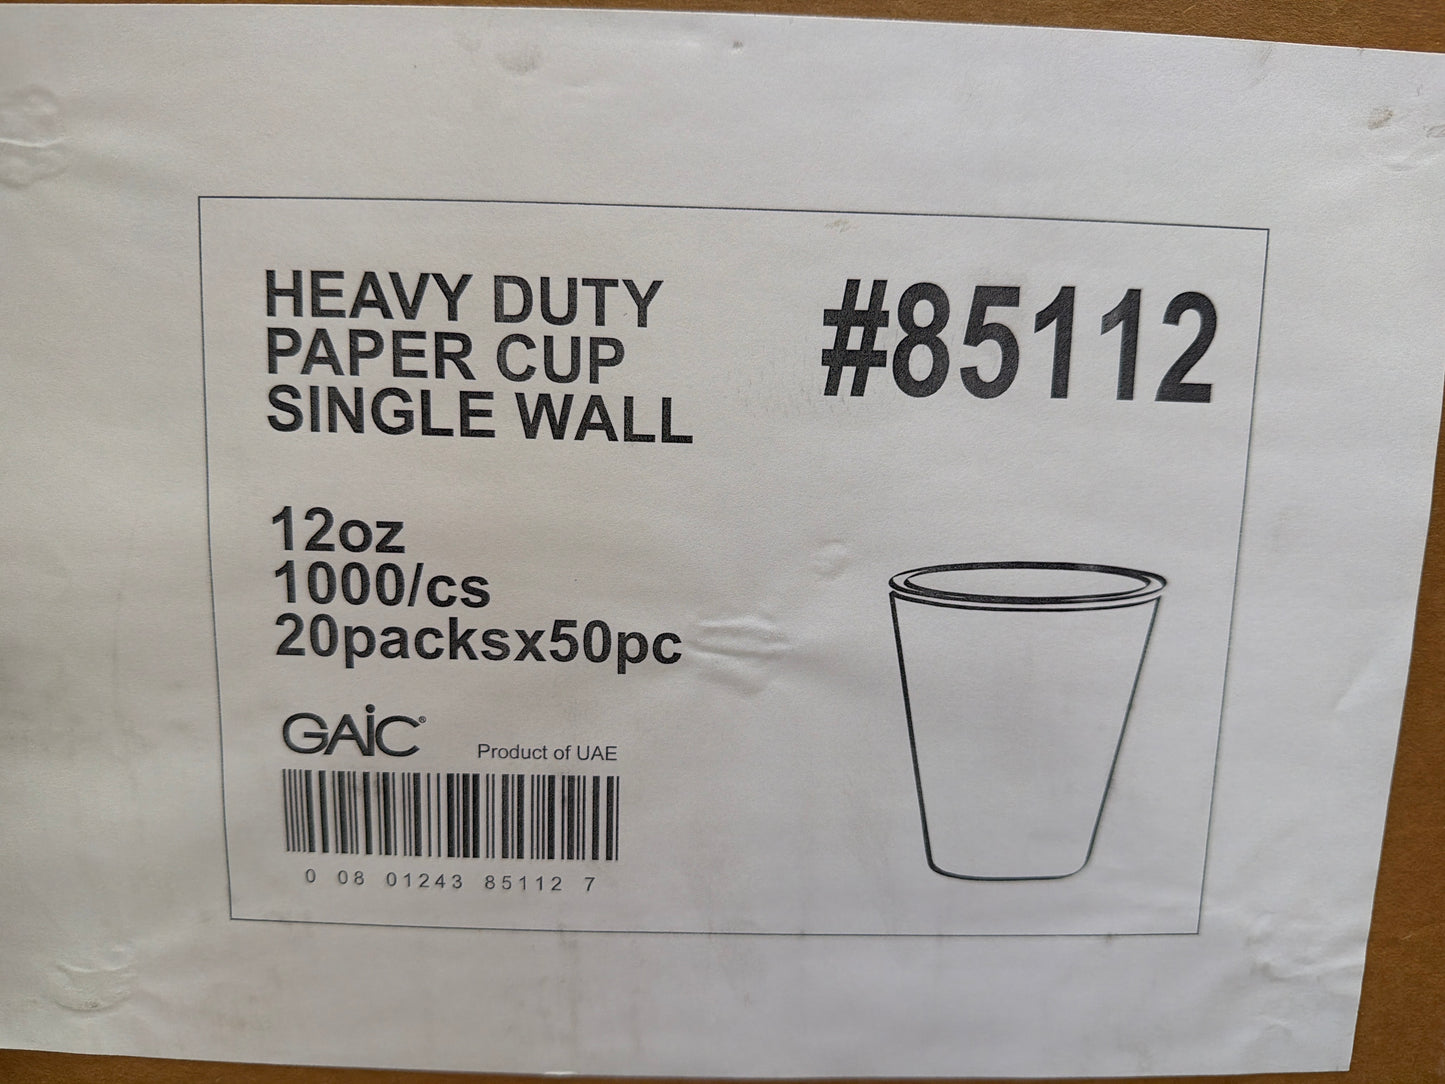 HEAVY DUTY
PAPER CUP
SINGLE WALL
#85112
12oz
1000/cs
20packsx50pc
GAiC®
Product of UAE
0 08 01243 85112 7